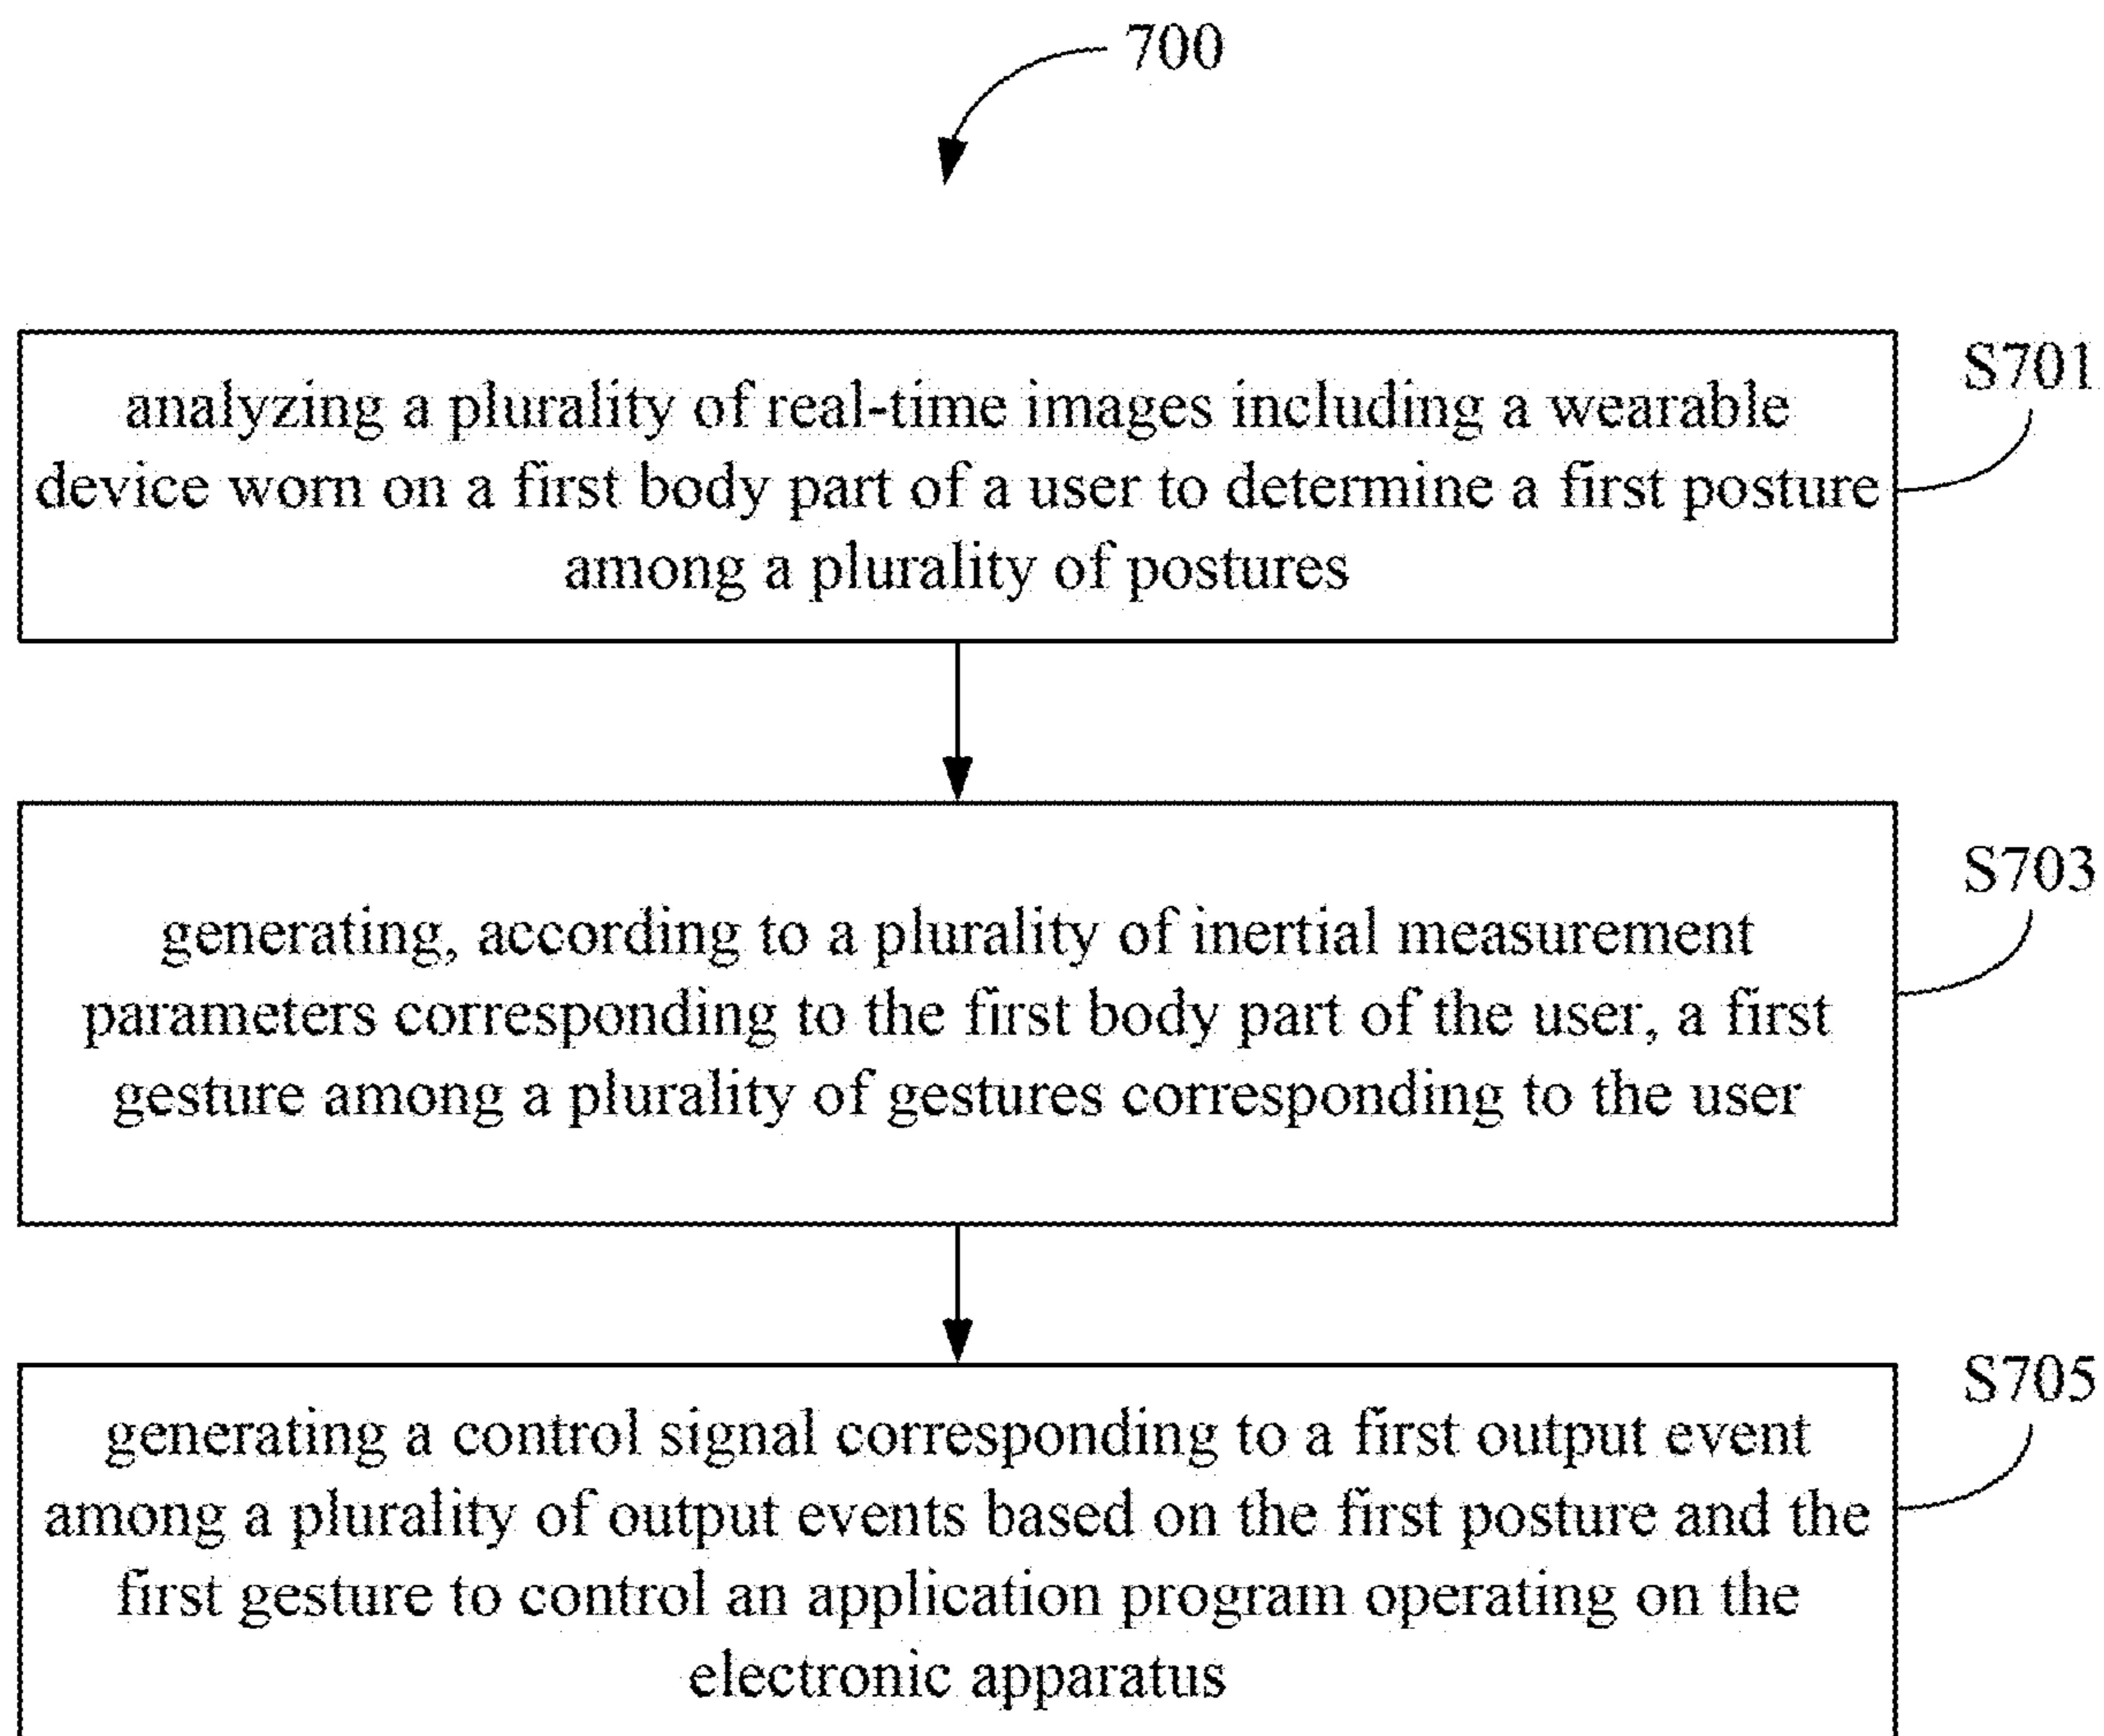 700
S701
analyzing a plurality of real-time images including a wearable
device worn on a first body part of a user to determine a first posture
among a plurality of postures
S703
generating, according to a plurality of inertial measurement
parameters corresponding to the first body part of the user, a first
gesture among a plurality of gestures corresponding to the user
S705
generating a control signal corresponding to a first output event
among a plurality of output events based on the first posture and the
first gesture to control an application program operating on the
electronic apparatus